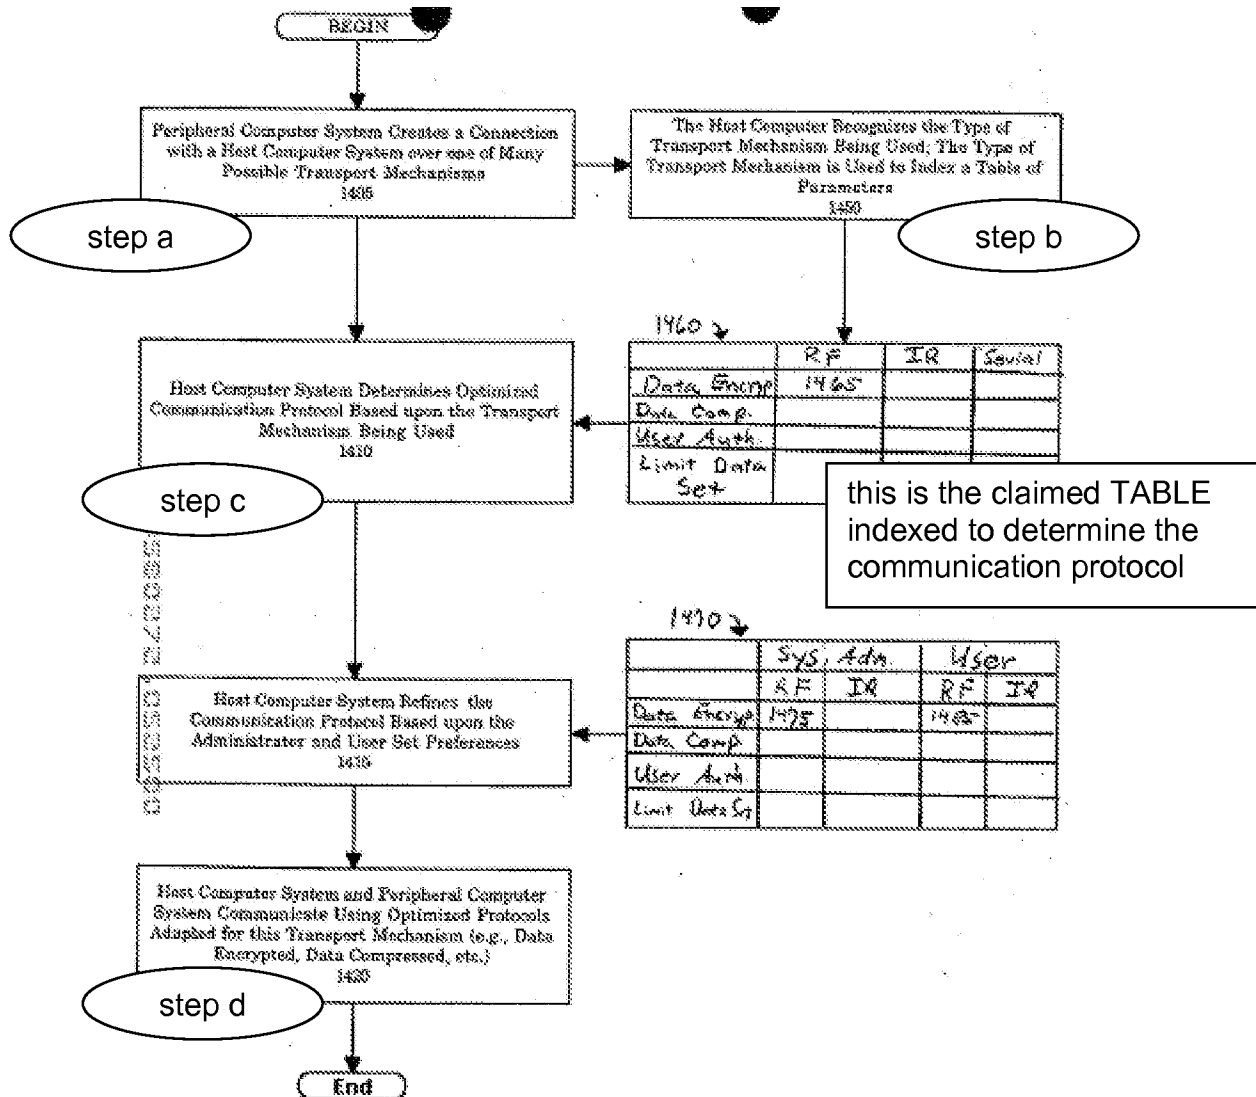 BEGIN
Peripheral Computer System Creates a Connection
with a Host Computer System over one of Many
Possible Transport Mechanisms
1405
step a
The Host Computer Recognizes the Type of
Transport Mechanism Being Used; The Type of
Transport Mechanism is Used to Index a Table of
Parameters
1450
step b
1460
RF IR Serial
Data Encryp 1465
Data Comp.
User Auth.
Limit Data
Set
Host Computer System Determines Optimized
Communication Protocol Based upon the Transport
Mechanism Being Used
1410
step c
this is the claimed TABLE
indexed to determine the
communication protocol
1470
Sys. Adm. User
RF IR RF IR
Data Encryp 1475 1485
Data Comp
User Auth.
Limit Data St
Host Computer System Refines the
Communication Protocol Based upon the
Administrator and User Set Preferences
1415
Host Computer System and Peripheral Computer
System Communicate Using Optimized Protocols
Adapted for this Transport Mechanism (e.g., Data
Encrypted, Data Compressed, etc.)
1420
step d
End